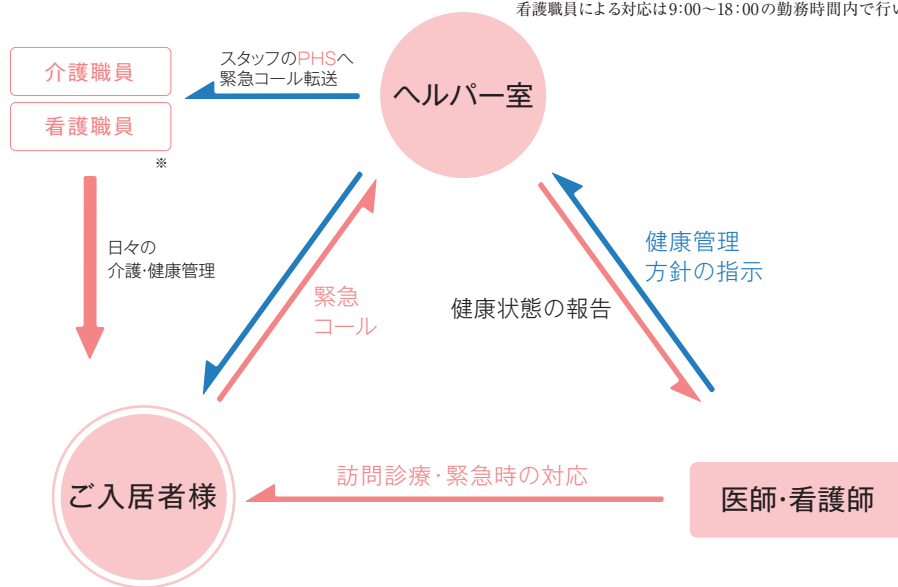 看護職員による対応は9:00～18:00の勤務時間内で行い
スタッフのPHSへ
緊急コール転送
介護職員
看護職員
※
ヘルパー室
日々の
介護・健康管理
緊急
コール
健康状態の報告
健康管理
方針の指示
ご入居者様
訪問診療・緊急時の対応
医師・看護師